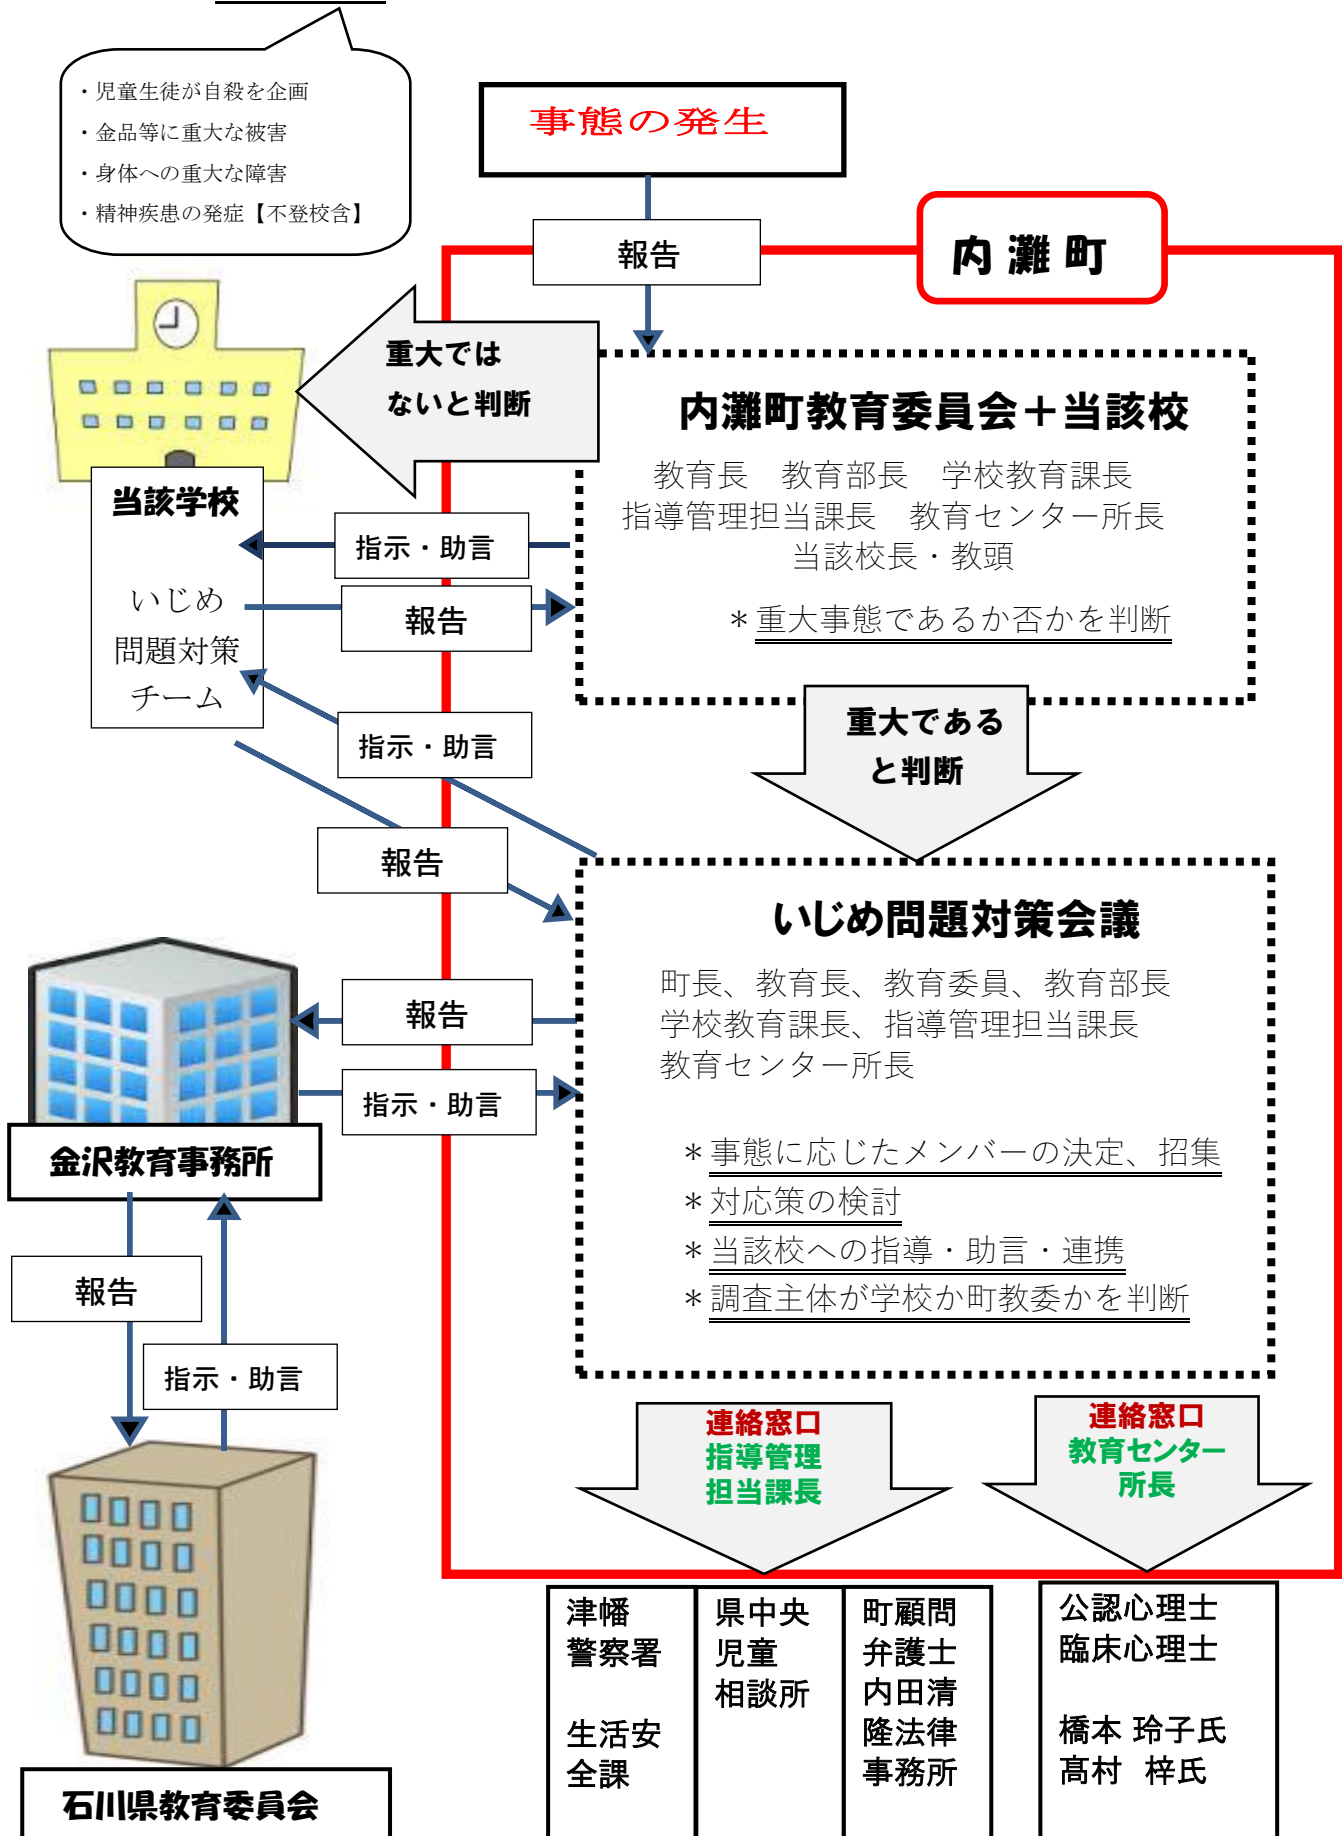 ・児童生徒が自殺を企画
・金品等に重大な被害
・身体への重大な障害
・精神疾患の発症【不登校含】
事態の発生
報告
内灘町
重大では
ないと判断
内灘町教育委員会＋当該校
教育長　教育部長　学校教育課長
指導管理担当課長　教育センター所長
当該校長・教頭
＊重大事態であるか否かを判断
当該学校
いじめ
問題対策
チーム
指示・助言
報告
指示・助言
報告
重大である
と判断
いじめ問題対策会議
町長、教育長、教育委員、教育部長
学校教育課長、指導管理担当課長
教育センター所長
＊事態に応じたメンバーの決定、招集
＊対応策の検討
＊当該校への指導・助言・連携
＊調査主体が学校か町教委かを判断
報告
指示・助言
金沢教育事務所
報告
指示・助言
石川県教育委員会
連絡窓口
指導管理
担当課長
連絡窓口
教育センター
所長
津幡
警察署
生活安
全課
県中央
児童
相談所
町顧問
弁護士
内田清
隆法律
事務所
公認心理士
臨床心理士
橋本 玲子氏
髙村 梓氏